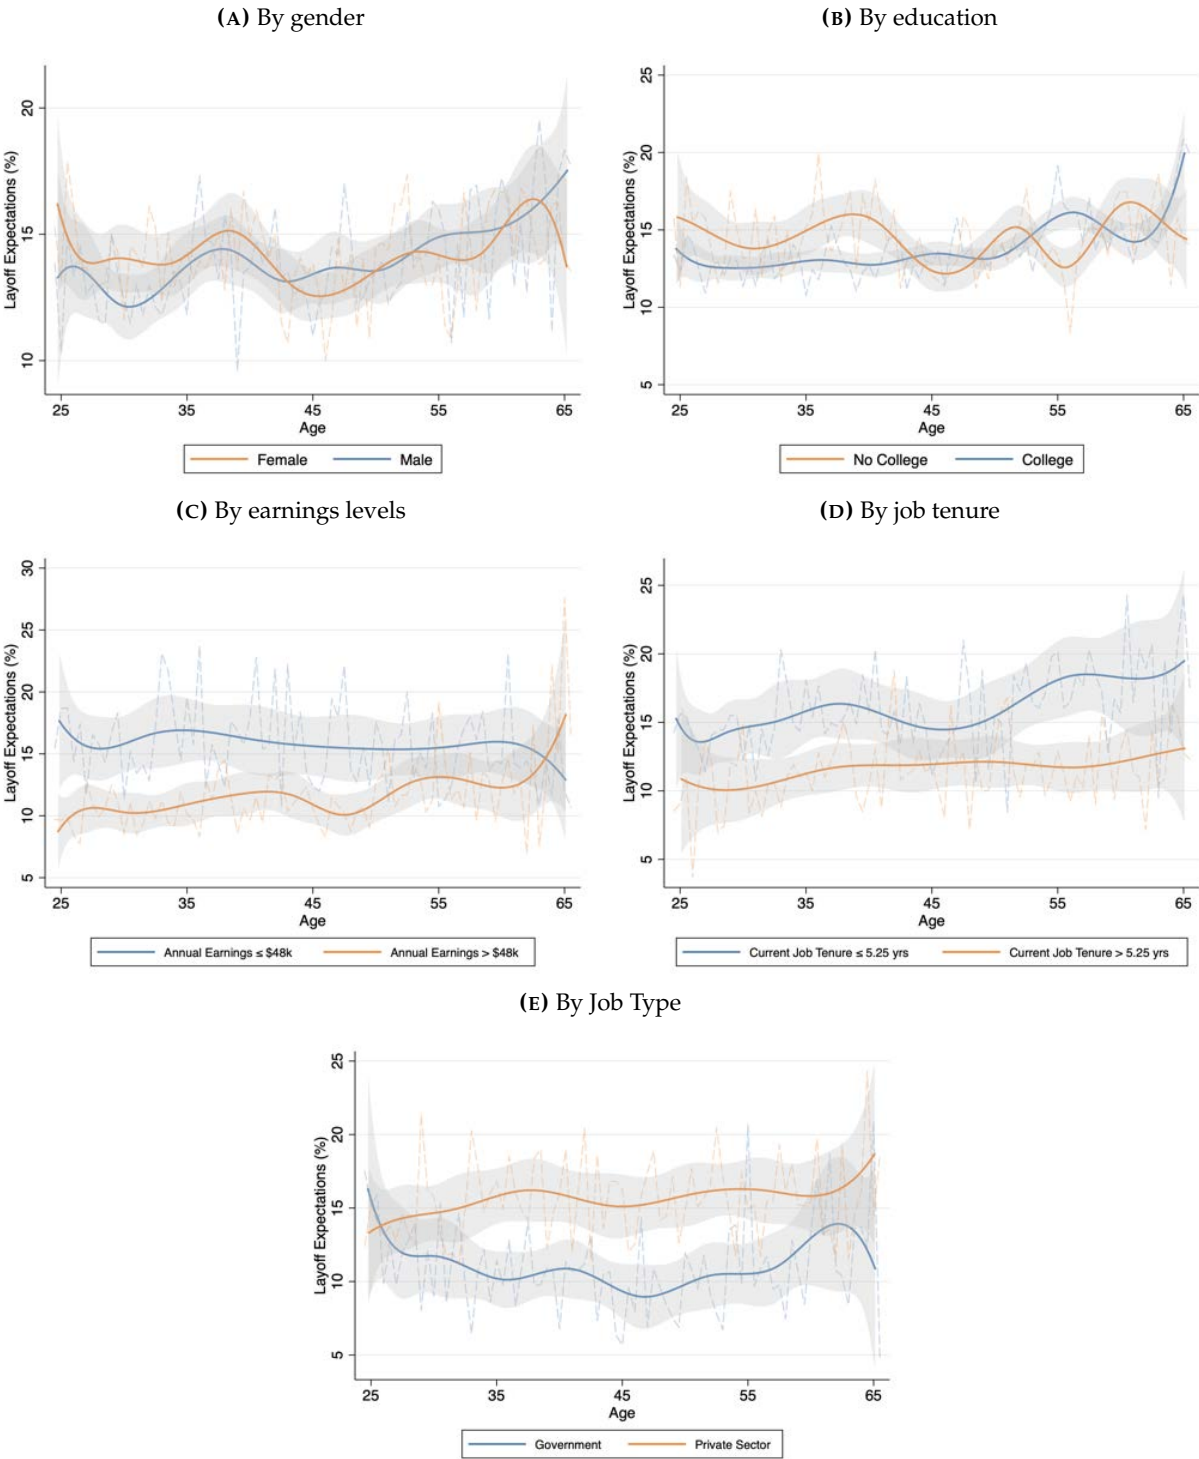 (A) By gender
Layoff Expectations (%)
20
15
10
25 35 45 55 65
Age
Female Male
(B) By education
Layoff Expectations (%)
25
20
15
10
5
25 35 45 55 65
Age
No College College
(C) By earnings levels
Layoff Expectations (%)
30
25
20
15
10
5
25 35 45 55 65
Age
Annual Earnings ≤ $48k Annual Earnings > $48k
(D) By job tenure
Layoff Expectations (%)
25
20
15
10
5
25 35 45 55 65
Age
Current Job Tenure ≤ 5.25 yrs Current Job Tenure > 5.25 yrs
(E) By Job Type
Layoff Expectations (%)
25
20
15
10
5
25 35 45 55 65
Age
Government Private Sector